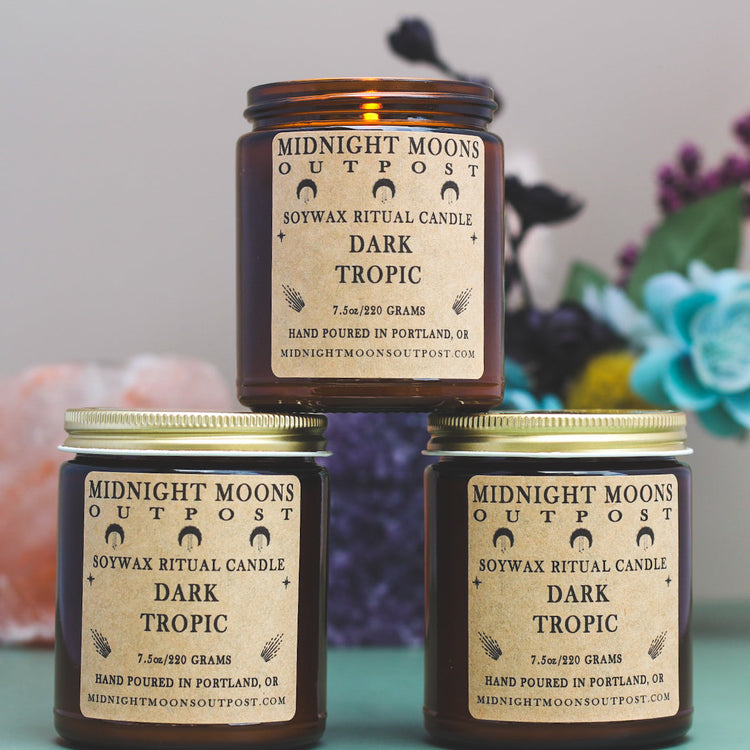 MIDNIGHT MOONS
OUTPOST
SOYWAX RITUAL CANDLE
DARK
TROPIC
7.5oz/220 GRAMS
HAND POURED IN PORTLAND, OR
MIDNIGHTMOONSOUTPOST.COM
MIDNIGHT MOONS
OUTPOST
SOYWAX RITUAL CANDLE
DARK
TROPIC
7.5oz/220 GRAMS
HAND POURED IN PORTLAND, OR
MIDNIGHTMOONSOUTPOST.COM
MIDNIGHT MOONS
OUTPOST
SOYWAX RITUAL CANDLE
DARK
TROPIC
7.5oz/220 GRAMS
HAND POURED IN PORTLAND, OR
MIDNIGHTMOONSOUTPOST.COM